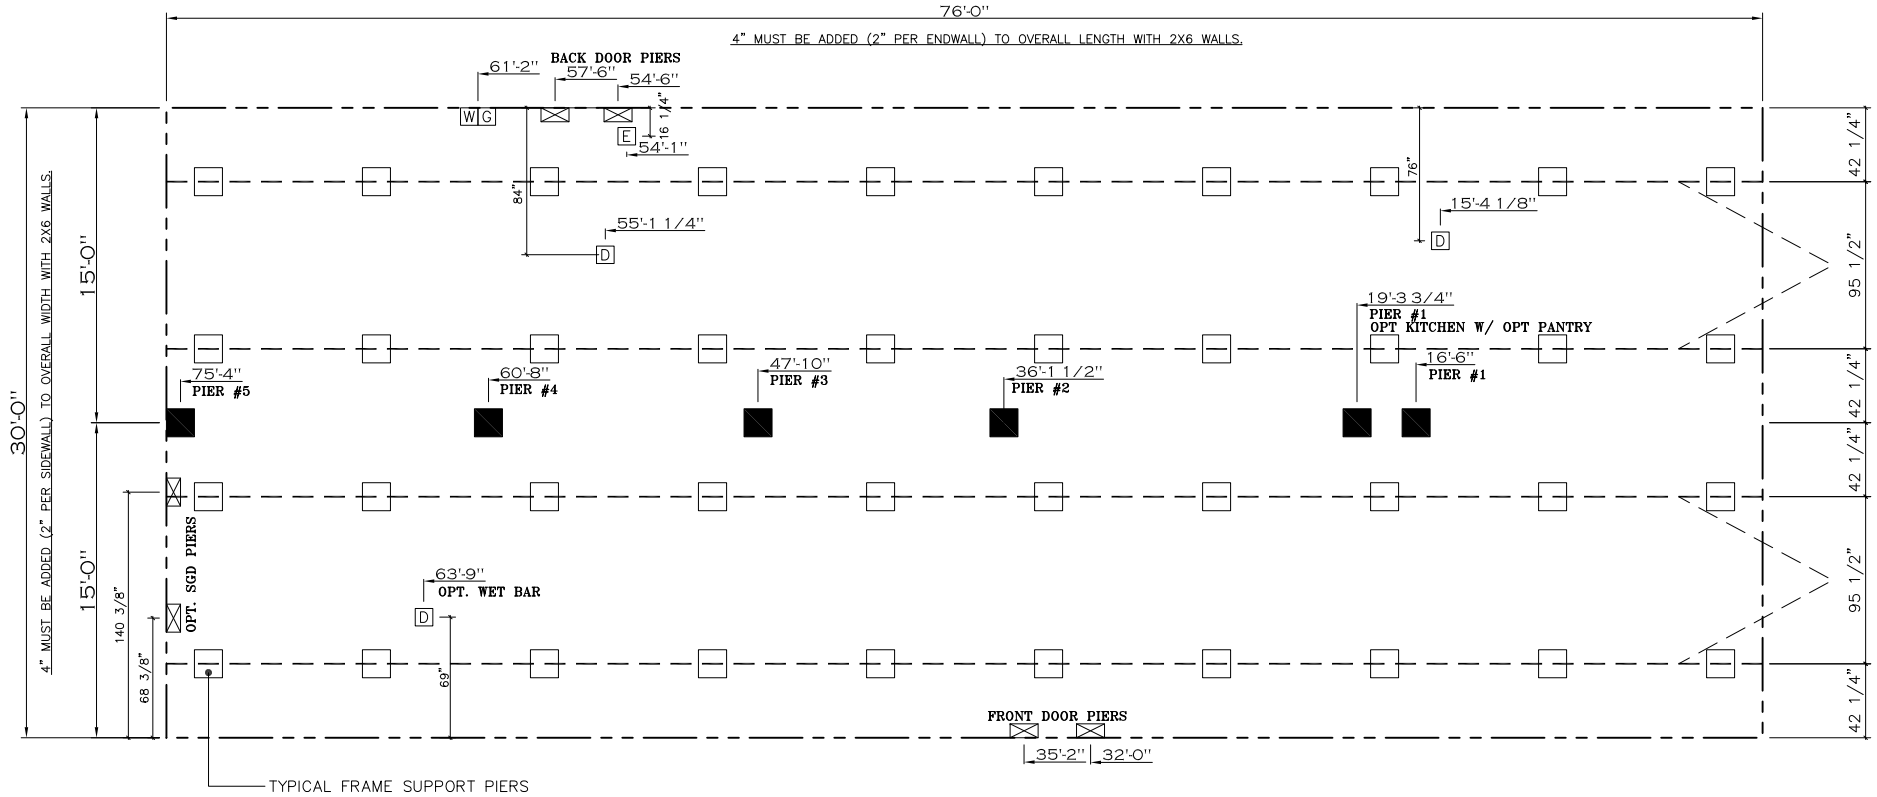 76'-0"
4" MUST BE ADDED (2" PER ENDWALL) TO OVERALL LENGTH WITH 2X6 WALLS.
BACK DOOR PIERS
61'-2"
57'-6"
54'-6"
W G
E
16 1/4"
54'-1"
84"
76"
42 1/4"
55'-1 1/4"
D
15'-4 1/8"
D
95 1/2"
15'-0"
30'-0"
4" MUST BE ADDED (2" PER SIDEWALL) TO OVERALL WIDTH WITH 2X6 WALLS.
19'-3 3/4"
PIER #1
OPT KITCHEN W/ OPT PANTRY
75'-4"
PIER #5
60'-8"
PIER #4
47'-10"
PIER #3
36'-1 1/2"
PIER #2
16'-6"
PIER #1
42 1/4"
42 1/4"
OPT. SGD PIERS
15'-0"
140 3/8"
68 3/8"
63'-9"
OPT. WET BAR
D
69"
95 1/2"
42 1/4"
FRONT DOOR PIERS
35'-2"
32'-0"
TYPICAL FRAME SUPPORT PIERS